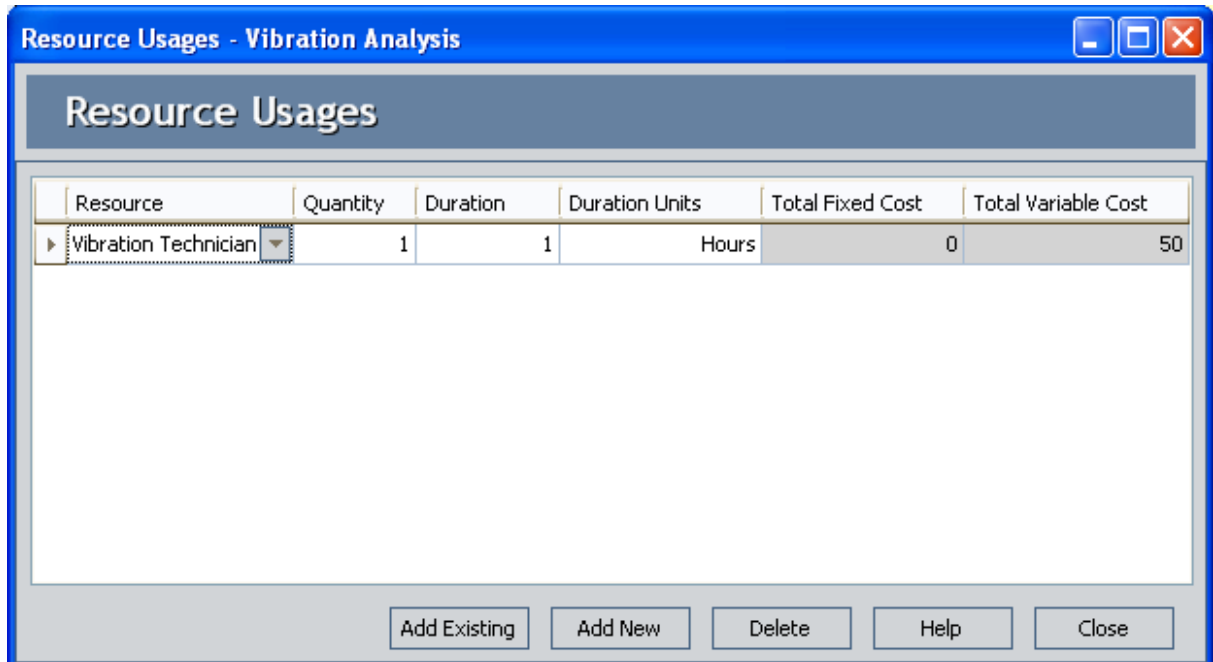 Resource Usages - Vibration Analysis
Resource Usages
Resource Quantity Duration Duration Units Total Fixed Cost Total Variable Cost
Vibration Technician 1 1 Hours 0 50
Add Existing Add New Delete Help Close